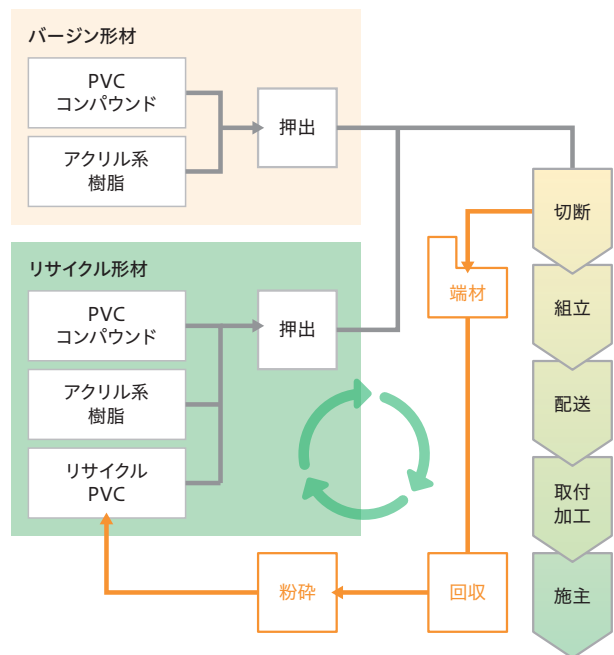 バージン形材
PVC
コンパウンド
アクリル系
樹脂
押出
リサイクル形材
PVC
コンパウンド
アクリル系
樹脂
リサイクル
PVC
押出
端材
回収
粉砕
切断
組立
配送
取付
加工
施主